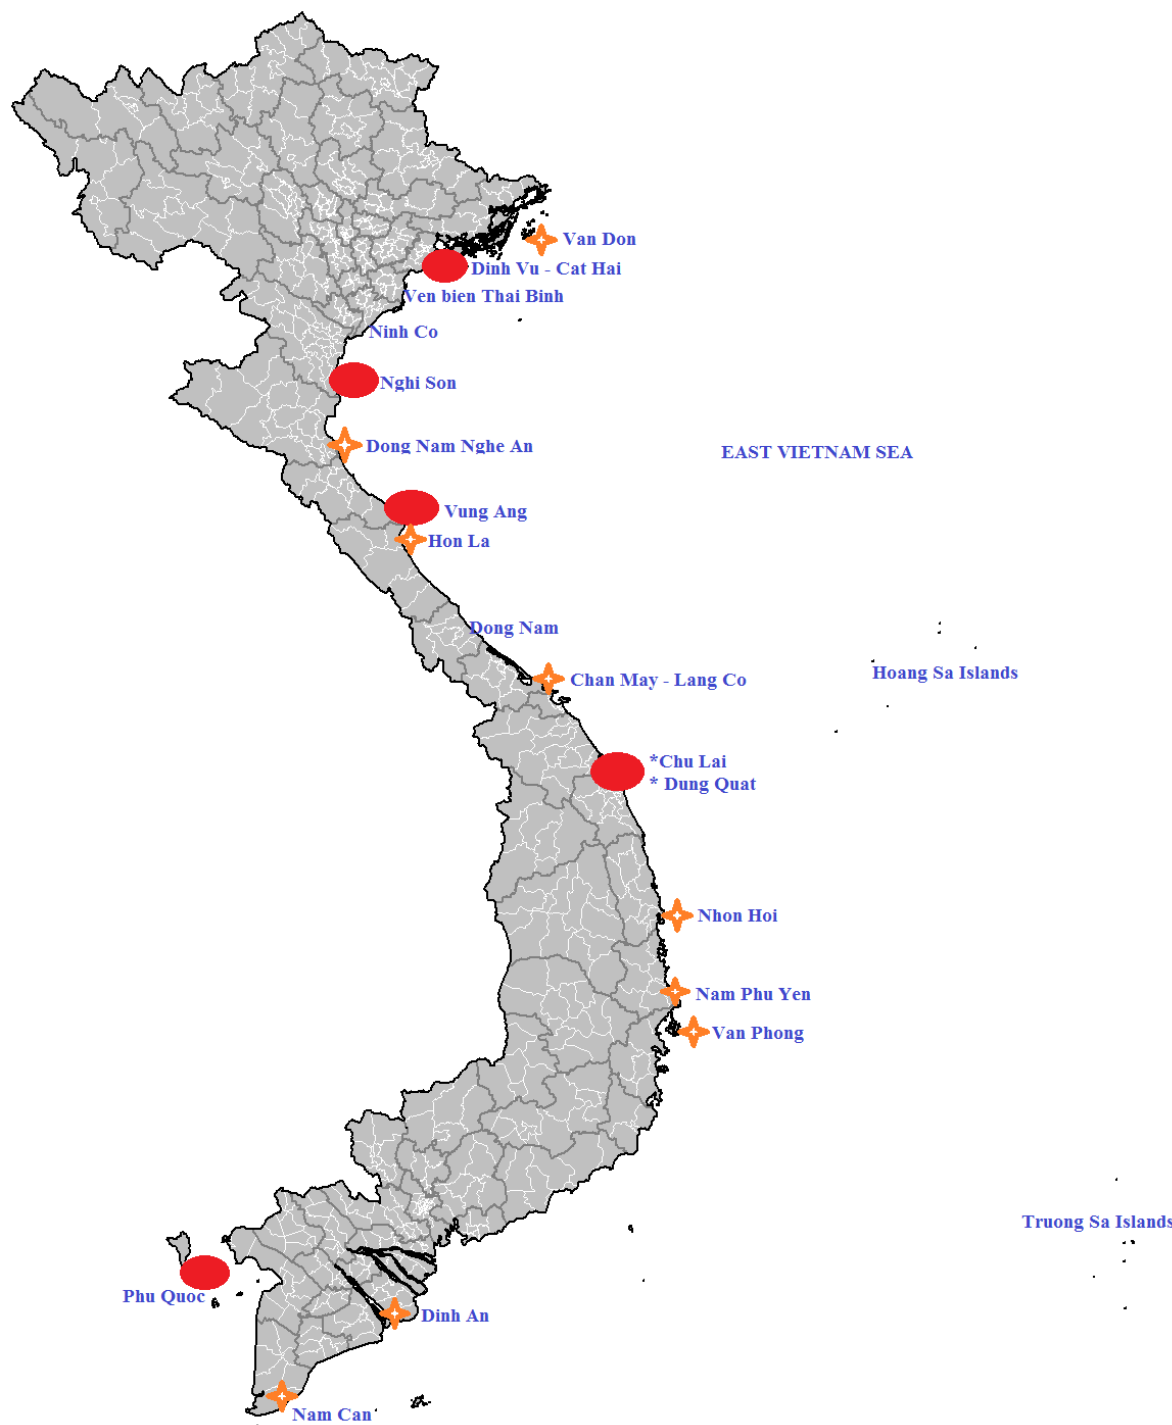 Van Don
Dinh Vu - Cat Hai
Ven bien Thai Binh
Ninh Co
Nghi Son
Dong Nam Nghe An
EAST VIETNAM SEA
Vung Ang
Hon La
Dong Nam
Hoang Sa Islands
Chan May - Lang Co
*Chu Lai
* Dung Quat
Nhon Hoi
Nam Phu Yen
Van Phong
Truong Sa Islands
Phu Quoc
Dinh An
Nam Can